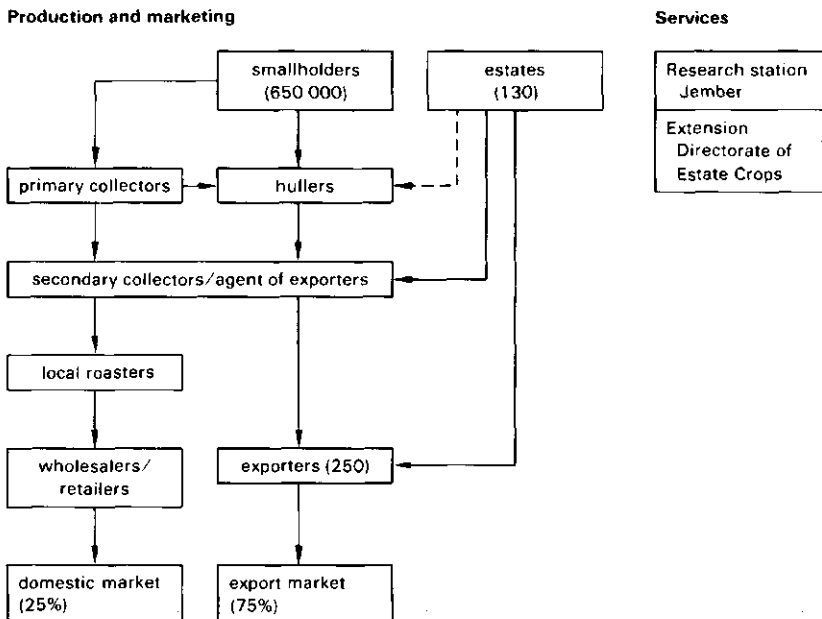 Production and marketing
Services
smallholders
(650 000)
estates
(130)
Research station
Jember
Extension
Directorate of
Estate Crops
primary collectors
hullers
secondary collectors/agent of exporters
local roasters
wholesalers/
retailers
exporters (250)
domestic market
(25%)
export market
(75%)